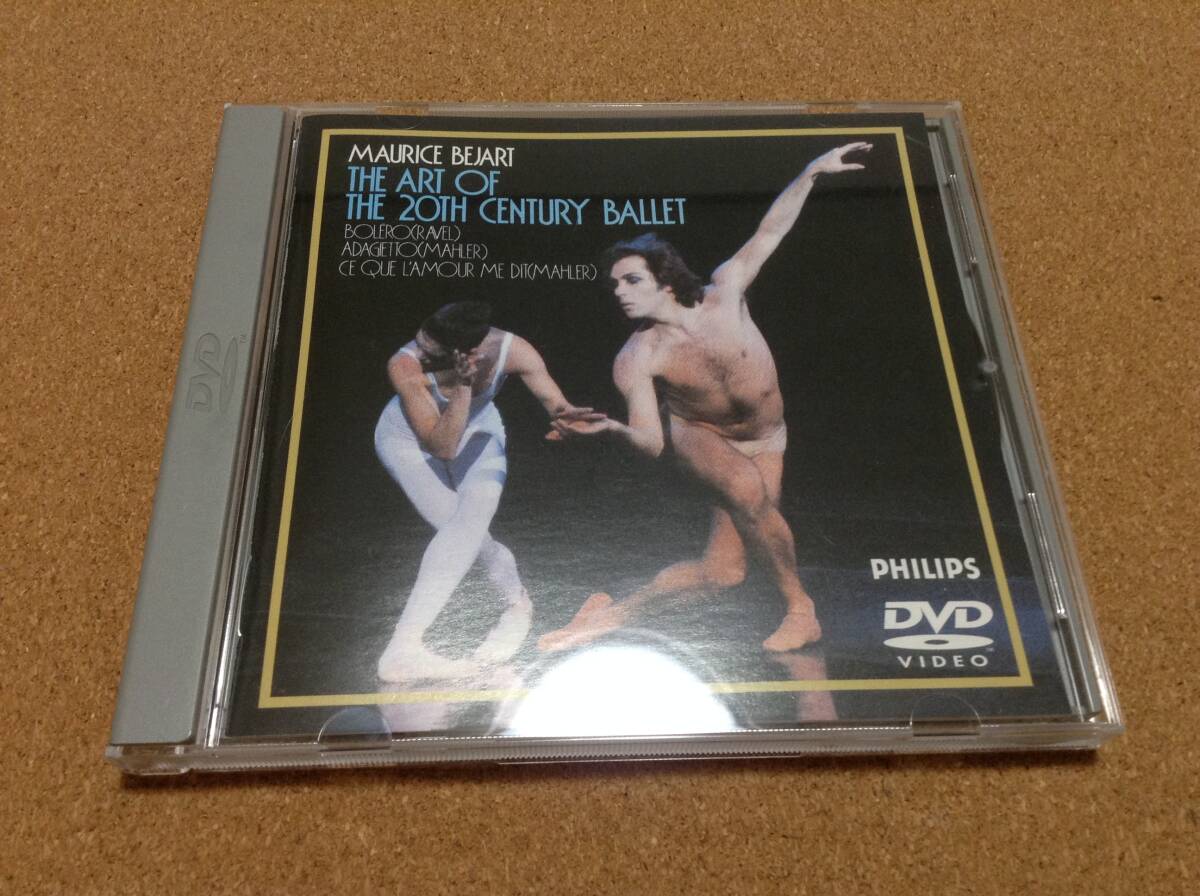 MAURICE BEJART
THE ART OF
THE 20TH CENTURY BALLET
BOLÉRO(RAVEL)
ADAGIETTO(MAHLER)
CE QUE L'AMOUR ME DIT(MAHLER)
PHILIPS
DVD
VIDEO
DVD